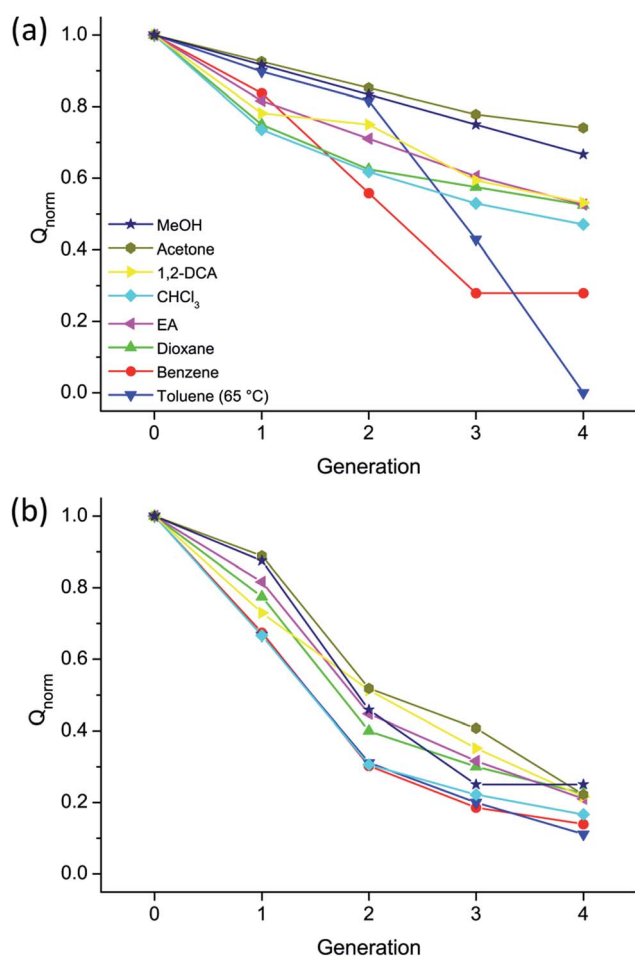 (a)
1.0
0.8
0.6
0.4
0.2
0.0
Q_norm
MeOH
Acetone
1,2-DCA
CHCl₃
EA
Dioxane
Benzene
Toluene (65 °C)
0 1 2 3 4
Generation
(b)
1.0
0.8
0.6
0.4
0.2
0.0
Q_norm
0 1 2 3 4
Generation